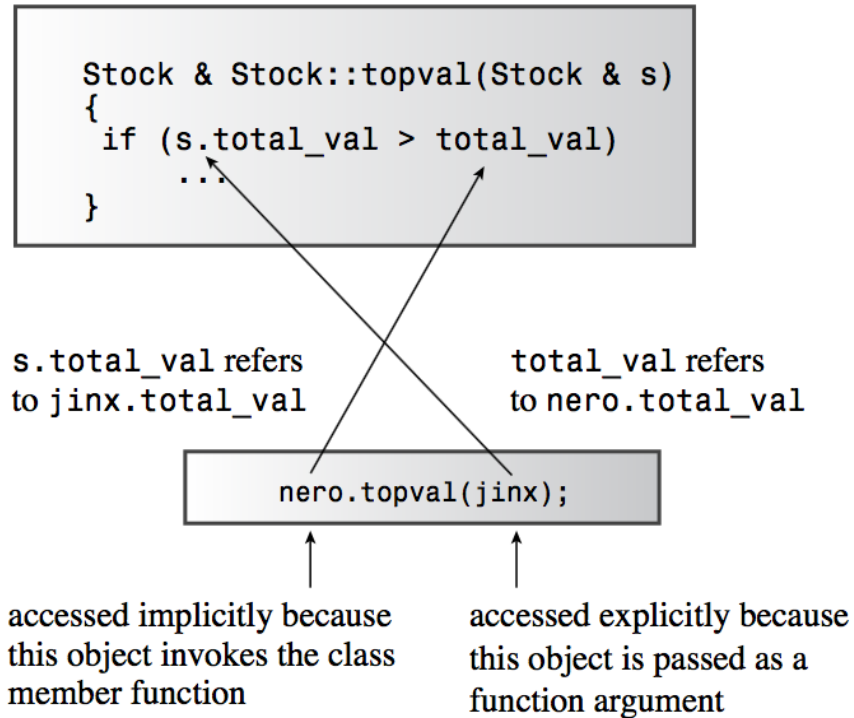 Stock & Stock::topval(Stock & s)
{
if (s.total_val > total_val)
...
}
s.total_val refers
to jinx.total_val
total_val refers
to nero.total_val
nero.topval(jinx);
accessed implicitly because
this object invokes the class
member function
accessed explicitly because
this object is passed as a
function argument